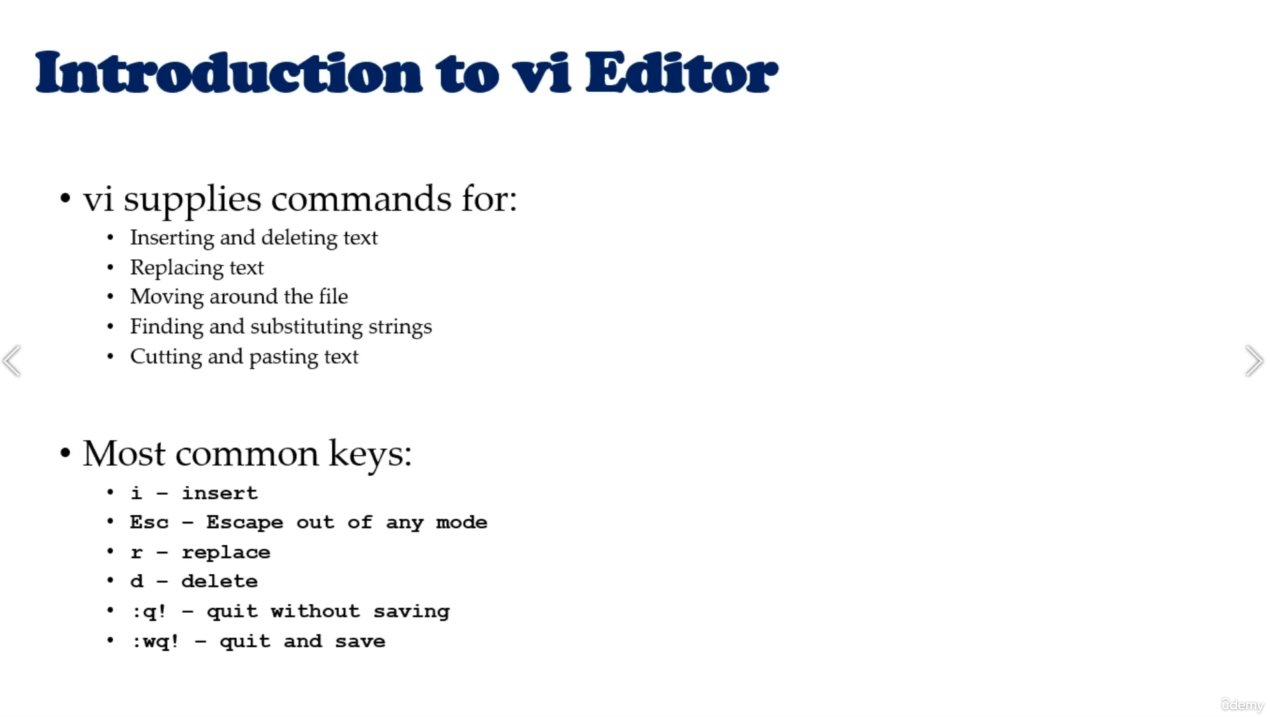 Introduction to vi Editor
• vi supplies commands for:
• Inserting and deleting text
• Replacing text
• Moving around the file
• Finding and substituting strings
• Cutting and pasting text
• Most common keys:
• i – insert
• Esc – Escape out of any mode
• r – replace
• d – delete
• :q! – quit without saving
• :wq! – quit and save
ûdemy